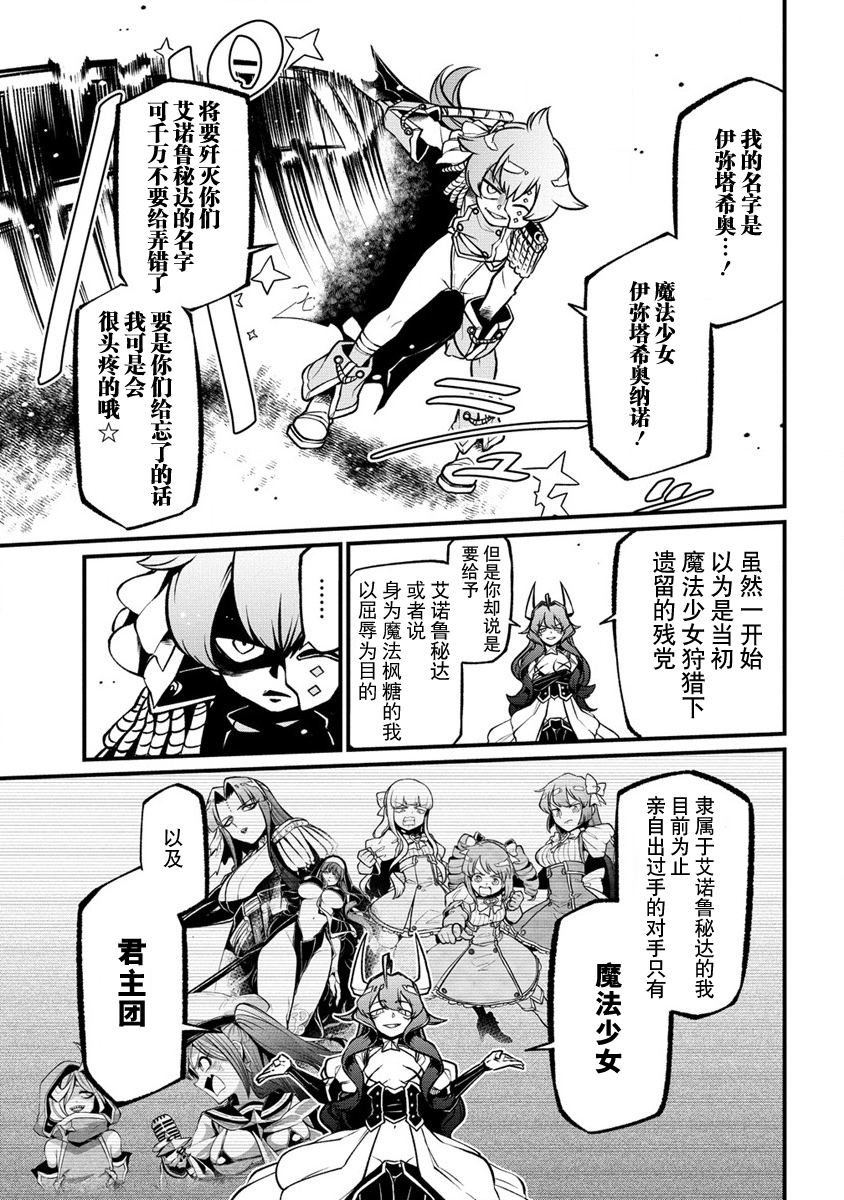 我的名字是
伊弥塔希奥…！
魔法少女
伊弥塔希奥纳诺！
将要歼灭你们
艾诺鲁秘达的名字
可千万不要给弄错了
要是你们给忘了的话
我可是会
很头疼的哦☆
虽然一开始
以为是当初
魔法少女狩猎下
遗留的残党
但是你却说是
要给予
艾诺鲁秘达
或者说
身为魔法枫糖的我
以屈辱为目的
……
隶属于艾诺鲁秘达的我
目前为止
亲自出过手的对手只有
魔法少女
以及
君主团